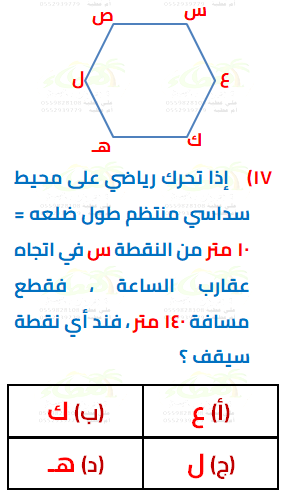 س
ص
ع
ل
ك
هـ
١٧) إذا تحرك رياضي على محيط
سداسي منتظم طول ضلعه =
١٠ متر من النقطة س في اتجاه
عقارب الساعة ، فقطع
مسافة ١٤٠ متر ، فند أي نقطة
سيقف ؟
(أ) ع
(ب) ك
(ج) ل
(د) هـ